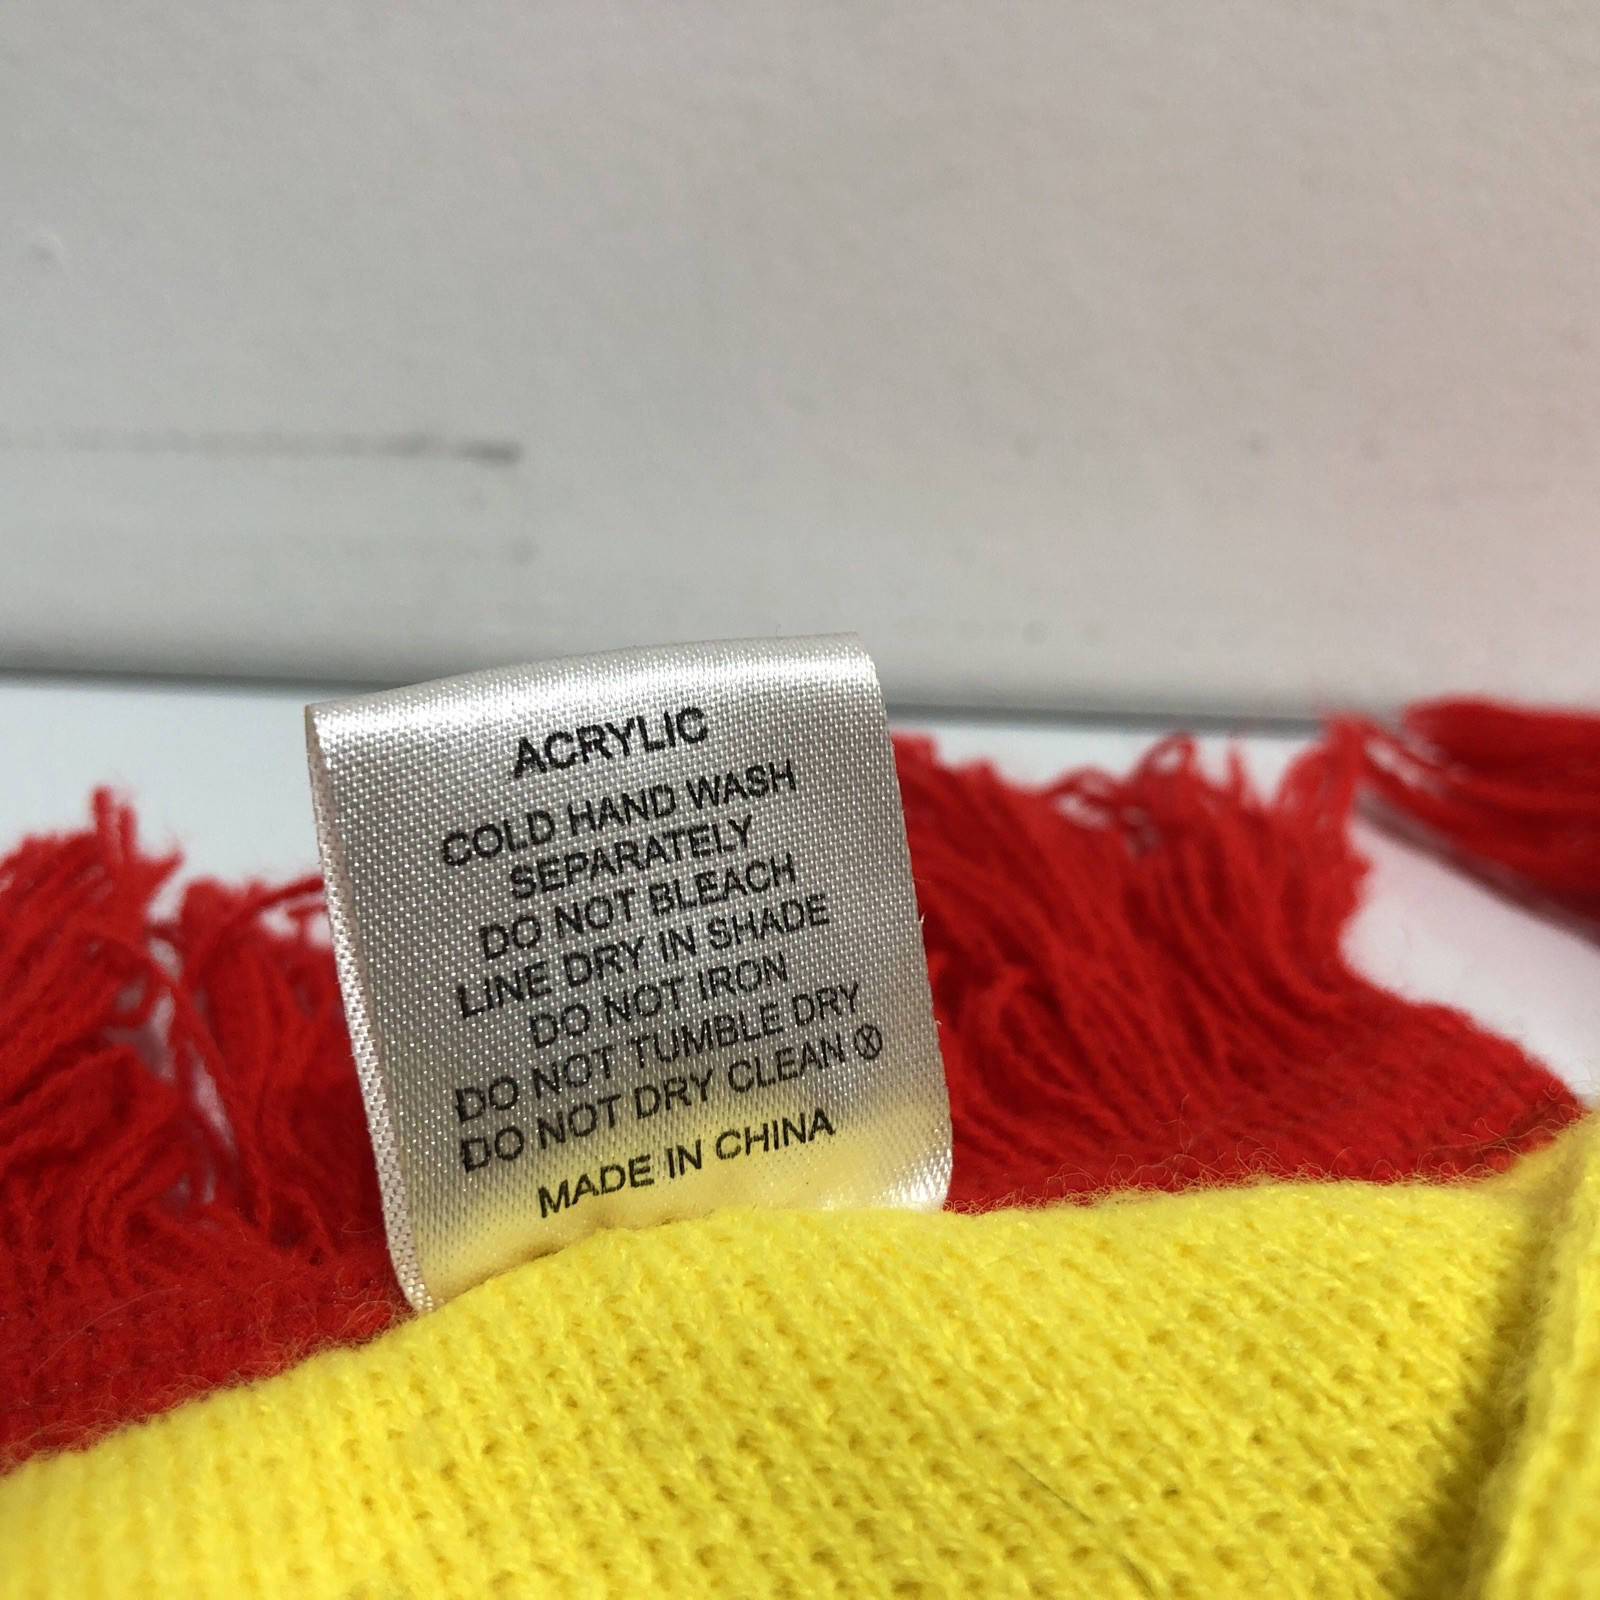 ACRYLIC
COLD HAND WASH
SEPARATELY
DO NOT BLEACH
LINE DRY IN SHADE
DO NOT IRON
DO NOT TUMBLE DRY
DO NOT DRY CLEAN Ⓧ
MADE IN CHINA